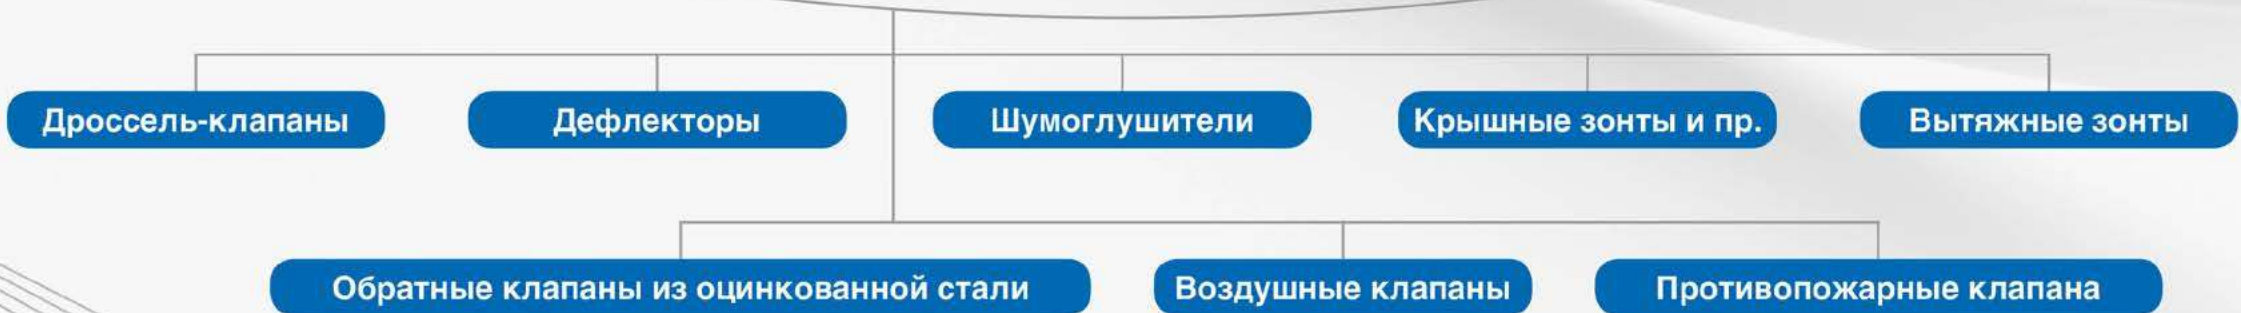 Дроссель-клапаны
Дефлекторы
Шумоглушители
Крышные зонты и пр.
Вытяжные зонты
Обратные клапаны из оцинкованной стали
Воздушные клапаны
Противопожарные клапана